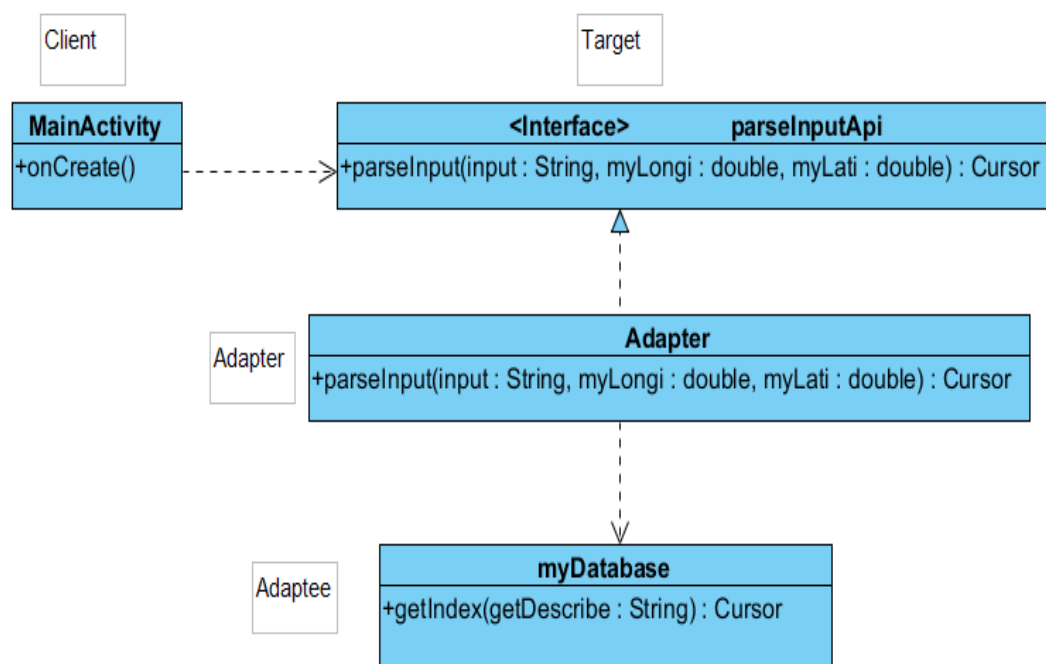 Client
Target
MainActivity
+onCreate()
<Interface> parseInputApi
+parseInput(input : String, myLongi : double, myLati : double) : Cursor
Adapter
Adapter
+parseInput(input : String, myLongi : double, myLati : double) : Cursor
Adaptee
myDatabase
+getIndex(getDescribe : String) : Cursor